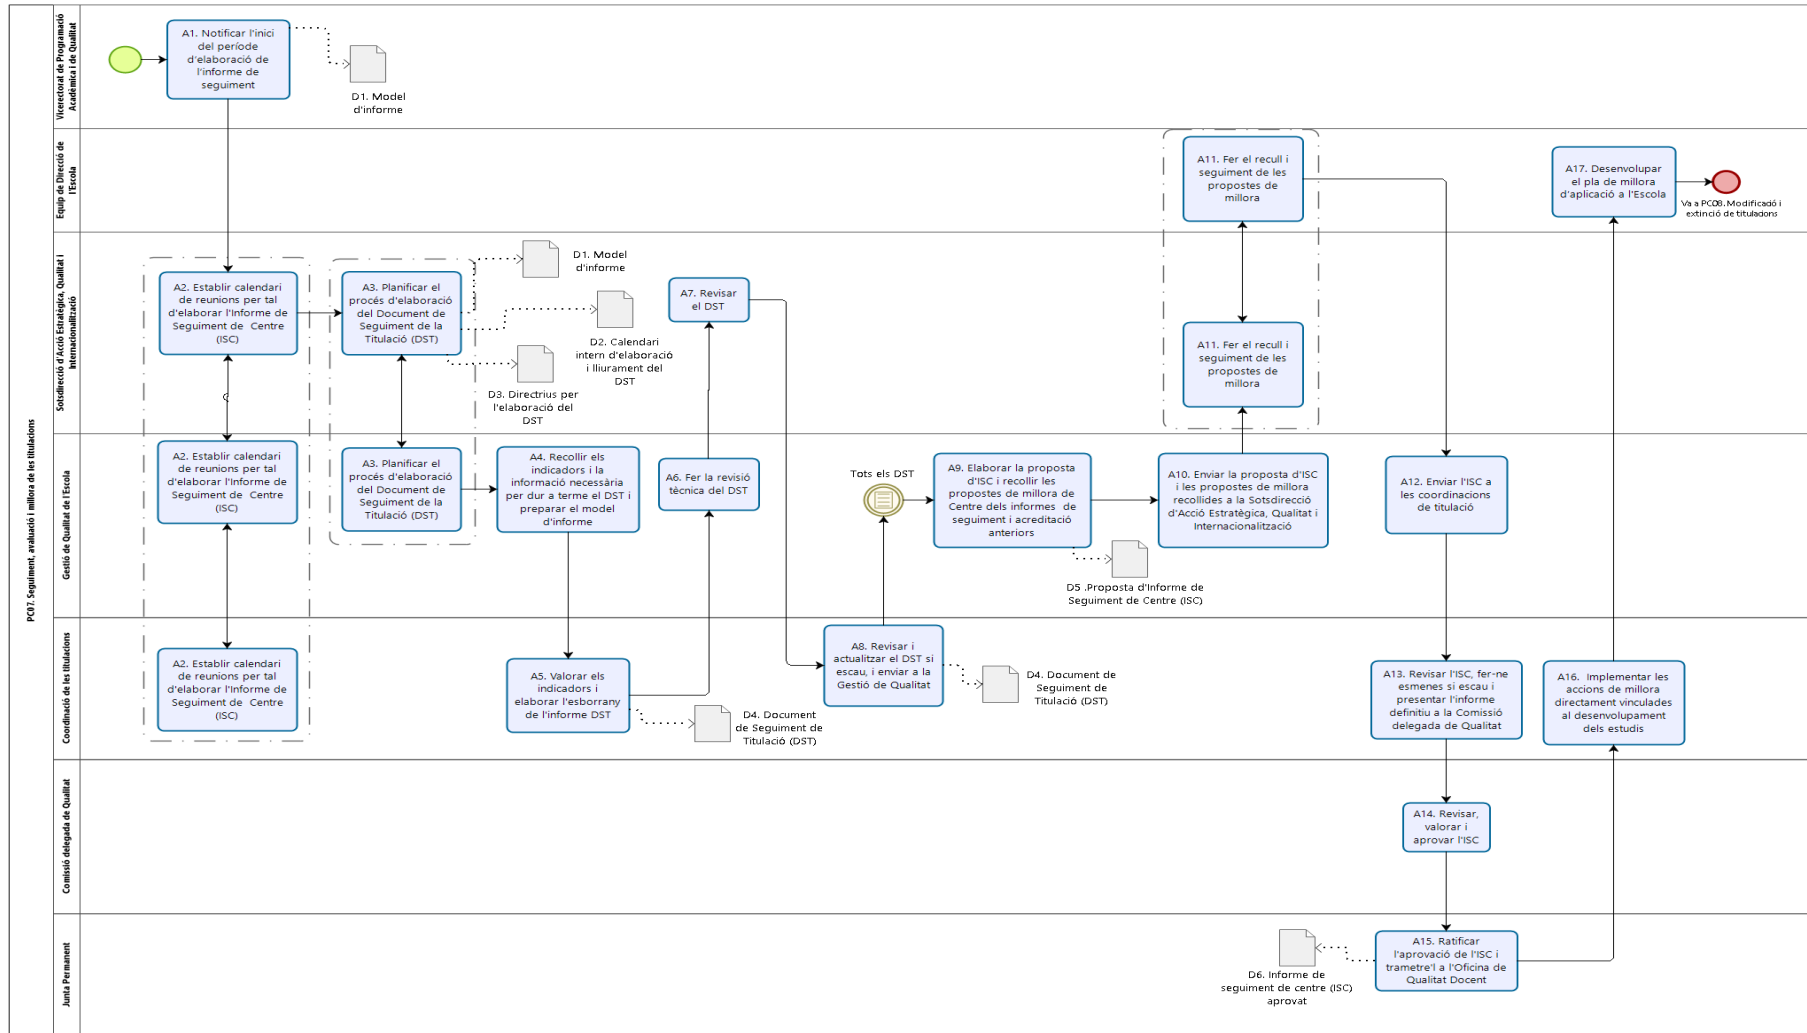 PC07. Seguiment, avaluació i millora de les titulacions
Vicerectorat de Programació
Acadèmica i de Qualitat
A1. Notificar l'inici
del període
d'elaboració de
l'informe de
seguiment
D1. Model
d'informe
Equip de Direcció de
l'Escola
A11. Fer el recull i
seguiment de les
propostes de
millora
A17. Desenvolupar
el pla de millora
d'aplicació a l'Escola
Va a PC08. Modificació i
extinció de titulacions
Sotsdirecció d'Acció Estratègica, Qualitat i
Internacionalització
A2. Establir calendari
de reunions per tal
d'elaborar l'Informe de
Seguiment de Centre
(ISC)
A3. Planificar el
procés d'elaboració
del Document de
Seguiment de la
Titulació (DST)
D1. Model
d'informe
D2. Calendari
intern d'elaboració
i lliurament del
DST
D3. Directrius per
l'elaboració del
DST
A7. Revisar
el DST
A11. Fer el recull i
seguiment de les
propostes de
millora
Gestió de Qualitat de l'Escola
A2. Establir calendari
de reunions per tal
d'elaborar l'Informe de
Seguiment de Centre
(ISC)
A3. Planificar el
procés d'elaboració
del Document de
Seguiment de la
Titulació (DST)
A4. Recollir els
indicadors i la
informació necessària
per dur a terme el DST i
preparar el model
d'informe
A6. Fer la revisió
tècnica del DST
Tots els DST
A9. Elaborar la proposta
d'ISC i recollir les
propostes de millora de
Centre dels informes de
seguiment i acreditació
anteriors
D5 .Proposta d'Informe de
Seguiment de Centre (ISC)
A10. Enviar la proposta d'ISC
i les propostes de millora
recollides a la Sotsdirecció
d'Acció Estratègica, Qualitat i
Internacionalització
A12. Enviar l'ISC a
les coordinacions
de titulació
Coordinació de les titulacions
A2. Establir calendari
de reunions per tal
d'elaborar l'Informe de
Seguiment de Centre
(ISC)
A5. Valorar els
indicadors i
elaborar l'esborrany
de l'informe DST
D4. Document
de Seguiment de
Titulació (DST)
A8. Revisar i
actualitzar el DST si
escau, i enviar a la
Gestió de Qualitat
D4. Document de
Seguiment de
Titulació (DST)
A13. Revisar l'ISC, fer-ne
esmenes si escau i
presentar l'informe
definitiu a la Comissió
delegada de Qualitat
A16. Implementar les
accions de millora
directament vinculades
al desenvolupament
dels estudis
Comissió delegada de Qualitat
A14. Revisar,
valorar i
aprovar l'ISC
Junta Permanent
D6. Informe de
seguiment de centre (ISC)
aprovat
A15. Ratificar
l'aprovació de l'ISC i
trametre'l a l'Oficina de
Qualitat Docent